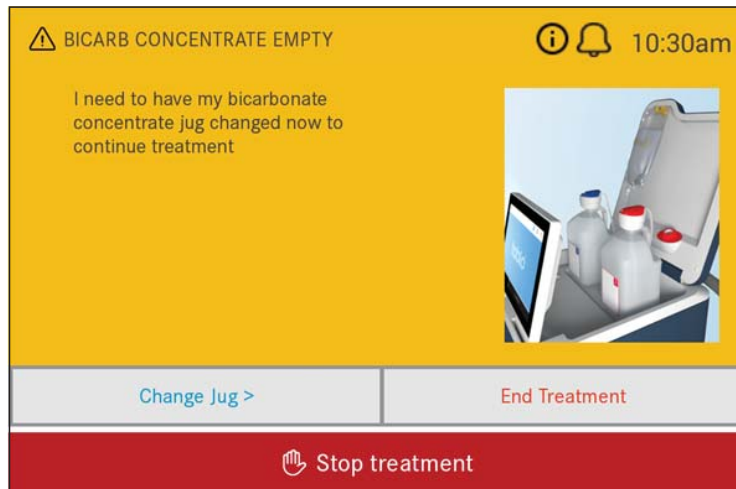 BICARB CONCENTRATE EMPTY
10:30am
I need to have my bicarbonate
concentrate jug changed now to
continue treatment
tablo
Change Jug >
End Treatment
Stop treatment